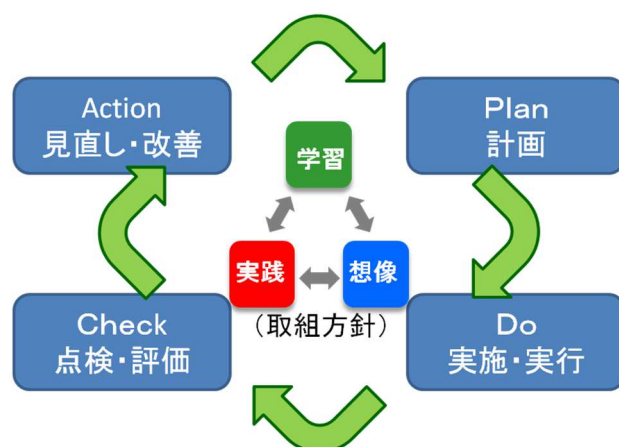 Action
見直し・改善
Plan
計画
学習
実践
想像
(取組方針)
Check
点検・評価
Do
実施・実行